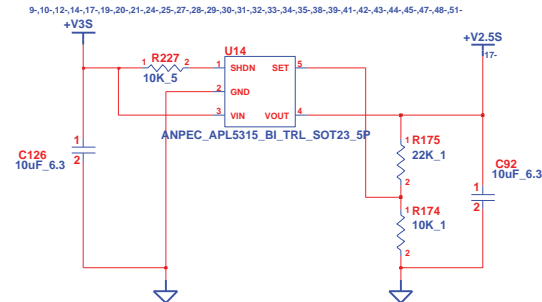 9-,10-,12-,14-,17-,19-,20-,21-,24-,25-,27-,28-,29-,30-,31-,32-,33-,34-,35-,38-,39-,41-,42-,43-,44-,45-,47-,48-,51-
+V3S
+V2.5S
17-
U14
R227
1 2
10K_5
1 SHDN SET 5
2 GND
3 VIN VOUT 4
ANPEC_APL5315_BI_TRL_SOT23_5P
C126
1
10uF_6.3
2
1
R175
22K_1
2
C92
1
10uF_6.3
2
1
R174
10K_1
2